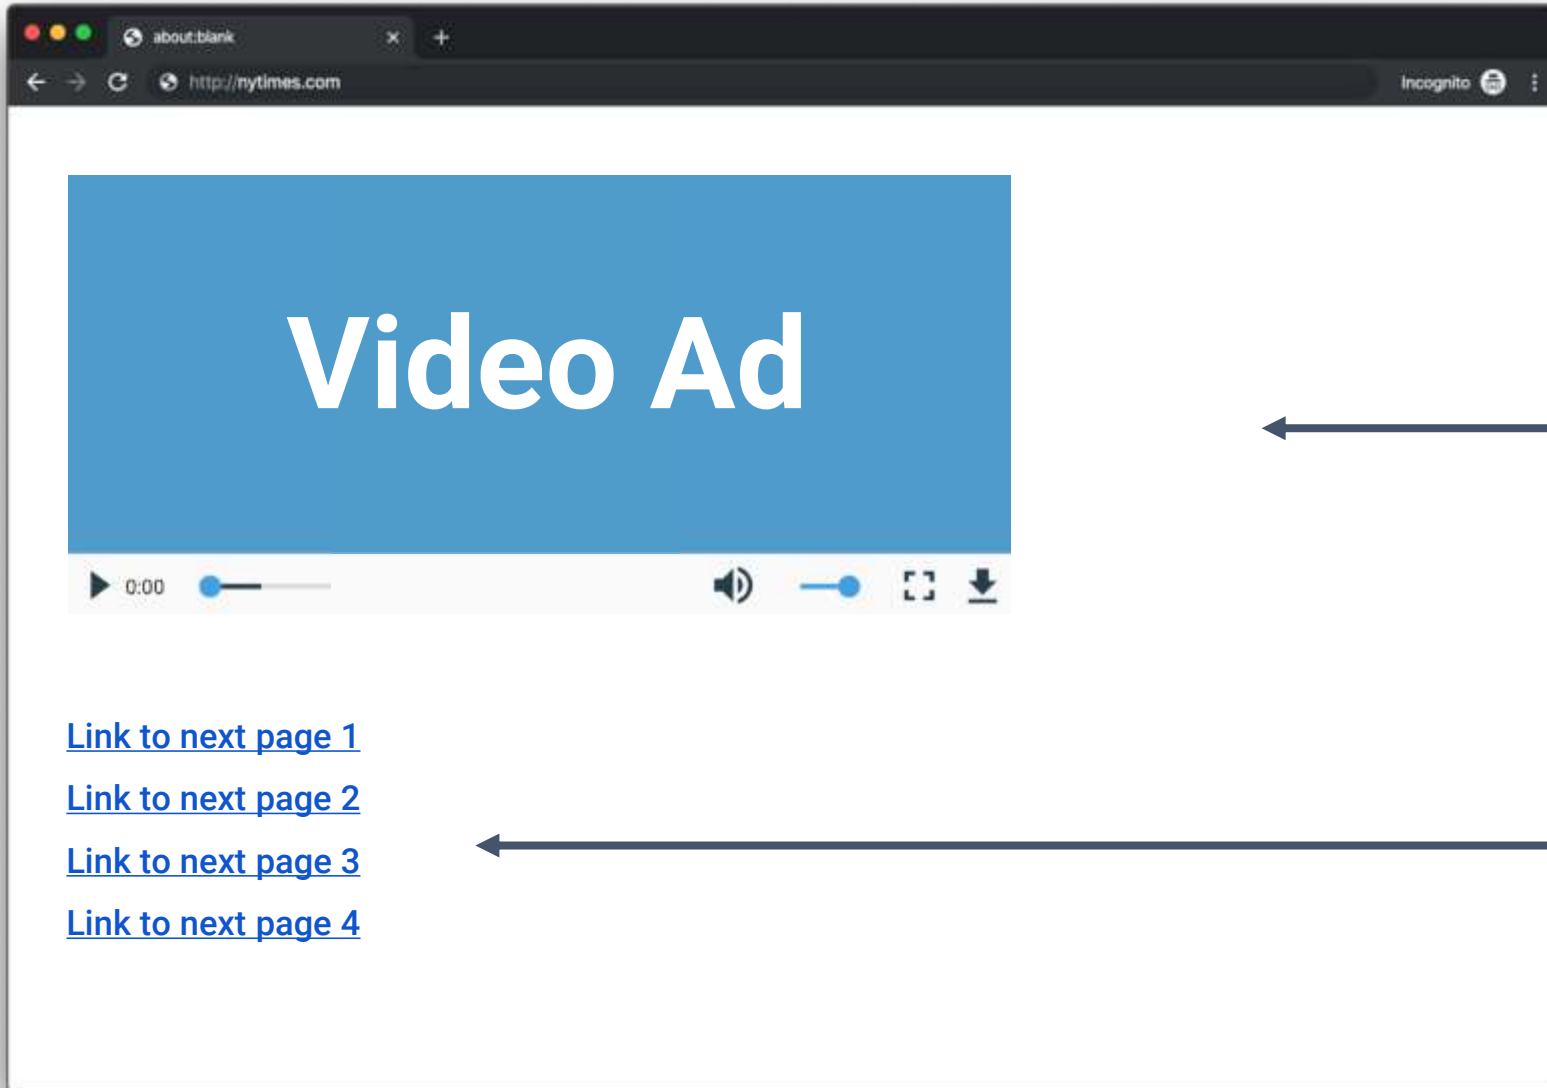 about:blank
http://nytimes.com
Incognito
Video Ad
0:00
Link to next page 1
Link to next page 2
Link to next page 3
Link to next page 4